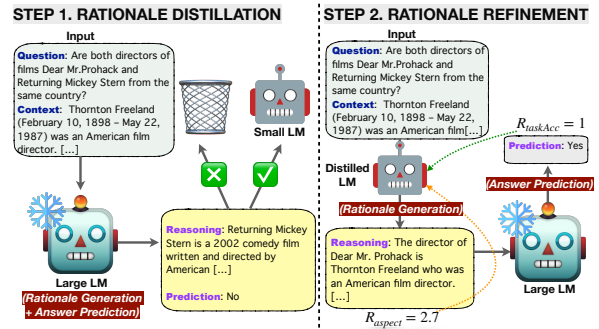 STEP 1. RATIONALE DISTILLATION
Input
Question: Are both directors of
films Dear Mr.Prohack and
Returning Mickey Stern from the
same country?
Context: Thornton Freeland
(February 10, 1898 – May 22,
1987) was an American film
director. [...]
Small LM
Large LM
(Rationale Generation
+ Answer Prediction)
Reasoning: Returning Mickey
Stern is a 2002 comedy film
written and directed by
American [...]
Prediction: No
STEP 2. RATIONALE REFINEMENT
Input
Question: Are both directors of
films Dear Mr.Prohack and
Returning Mickey Stern from the
same country?
Context: Thornton Freeland
(February 10, 1898 – May 22,
1987) was an American film[...]
R_taskAcc = 1
Prediction: Yes
Distilled
LM
(Answer Prediction)
(Rationale Generation)
Reasoning: The director of
Dear Mr. Prohack is
Thornton Freeland who was
an American film director.
[...]
Large LM
R_aspect = 2.7